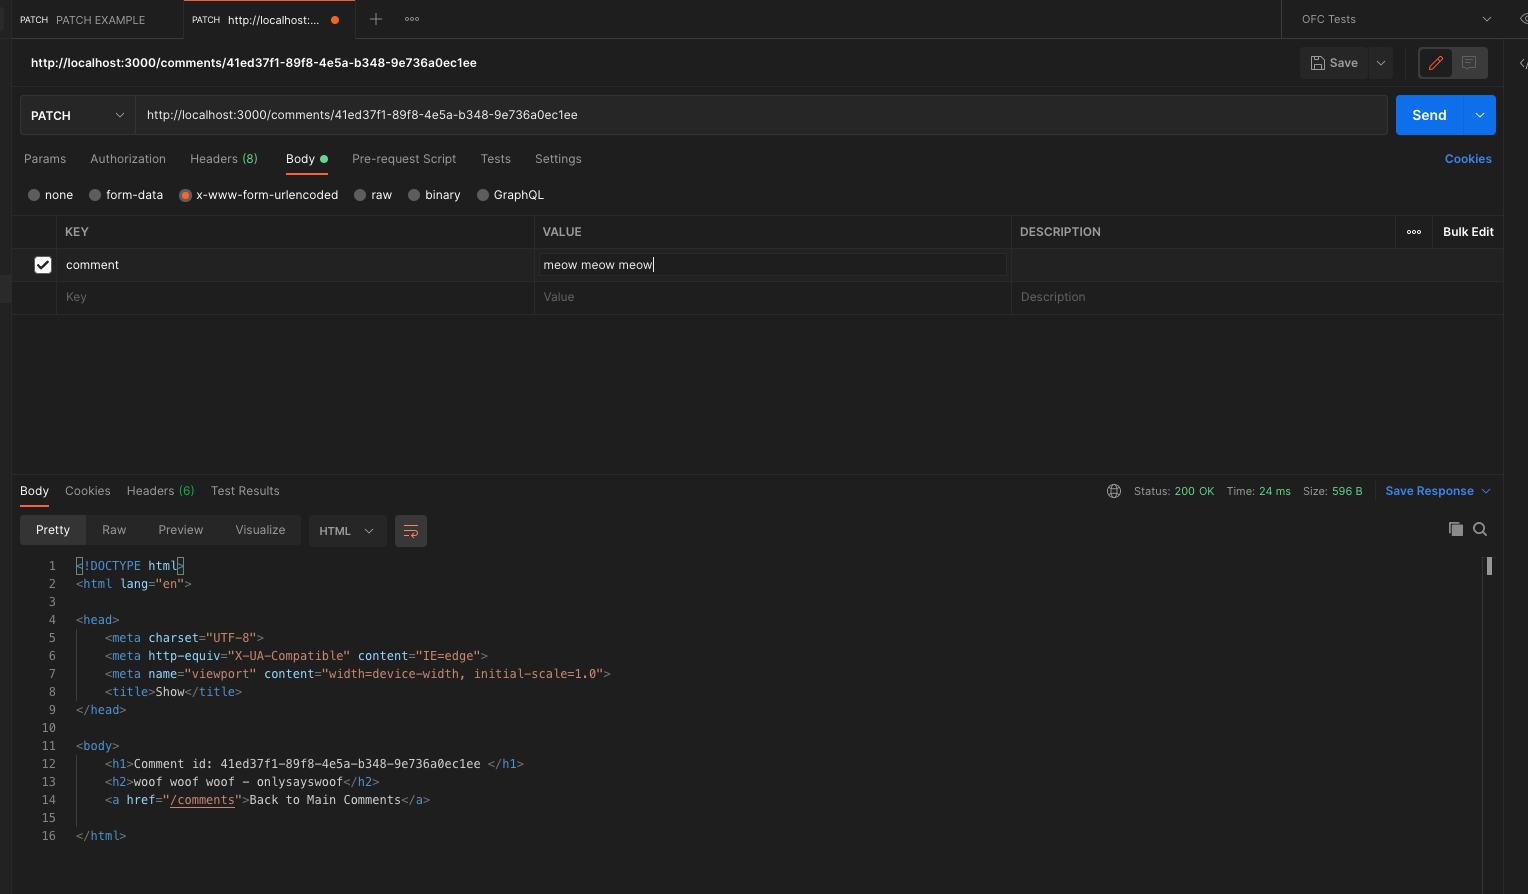 PATCH PATCH EXAMPLE PATCH http://localhost:... OFC Tests
http://localhost:3000/comments/41ed37f1-89f8-4e5a-b348-9e736a0ec1ee Save
PATCH http://localhost:3000/comments/41ed37f1-89f8-4e5a-b348-9e736a0ec1ee Send
Params Authorization Headers (8) Body Pre-request Script Tests Settings Cookies
none form-data x-www-form-urlencoded raw binary GraphQL
KEY VALUE DESCRIPTION Bulk Edit
comment meow meow meow
Key Value Description
Body Cookies Headers (6) Test Results Status: 200 OK Time: 24 ms Size: 596 B Save Response
Pretty Raw Preview Visualize HTML
1 <!DOCTYPE html>
2 <html lang="en">
3
4 <head>
5 <meta charset="UTF-8">
6 <meta http-equiv="X-UA-Compatible" content="IE=edge">
7 <meta name="viewport" content="width=device-width, initial-scale=1.0">
8 <title>Show</title>
9 </head>
10
11 <body>
12 <h1>Comment id: 41ed37f1-89f8-4e5a-b348-9e736a0ec1ee </h1>
13 <h2>woof woof woof - onlysayswoof</h2>
14 <a href="/comments">Back to Main Comments</a>
15
16 </html>